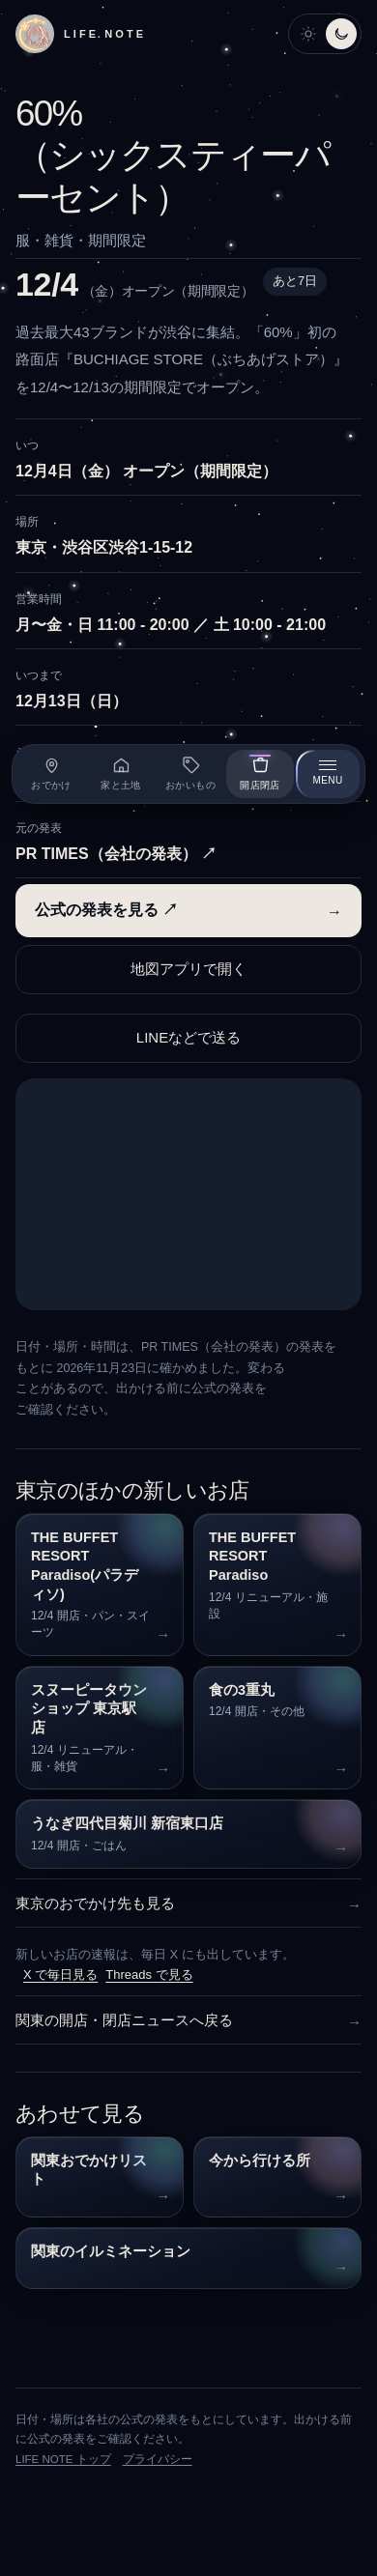 LIFE.NOTE
60%
（シックスティーパ
ーセント）
服・雑貨・期間限定
12/4 （金）オープン（期間限定） あと7日
過去最大43ブランドが渋谷に集結。「60%」初の
路面店『BUCHIAGE STORE（ぶちあげストア）』
を12/4〜12/13の期間限定でオープン。
いつ
12月4日（金） オープン（期間限定）
場所
東京・渋谷区渋谷1-15-12
営業時間
月〜金・日 11:00 - 20:00 ／ 土 10:00 - 21:00
いつまで
12月13日（日）
おでかけ 家と土地 おかいもの 開店閉店 MENU
元の発表
PR TIMES（会社の発表） ↗
公式の発表を見る ↗ →
地図アプリで開く
LINEなどで送る
日付・場所・時間は、PR TIMES（会社の発表）の発表を
もとに 2026年11月23日に確かめました。変わる
ことがあるので、出かける前に公式の発表を
ご確認ください。
東京のほかの新しいお店
THE BUFFET
RESORT
Paradiso(パラデ
ィソ)
12/4 開店・パン・スイ
ーツ
→
THE BUFFET
RESORT
Paradiso
12/4 リニューアル・施
設
→
スヌーピータウン
ショップ 東京駅
店
12/4 リニューアル・
服・雑貨
→
食の3重丸
12/4 開店・その他
→
うなぎ四代目菊川 新宿東口店
12/4 開店・ごはん
→
東京のおでかけ先も見る →
新しいお店の速報は、毎日 X にも出しています。
X で毎日見る Threads で見る
関東の開店・閉店ニュースへ戻る →
あわせて見る
関東おでかけリス
ト
→
今から行ける所
→
関東のイルミネーション
→
日付・場所は各社の公式の発表をもとにしています。出かける前
に公式の発表をご確認ください。
LIFE NOTE トップ プライバシー